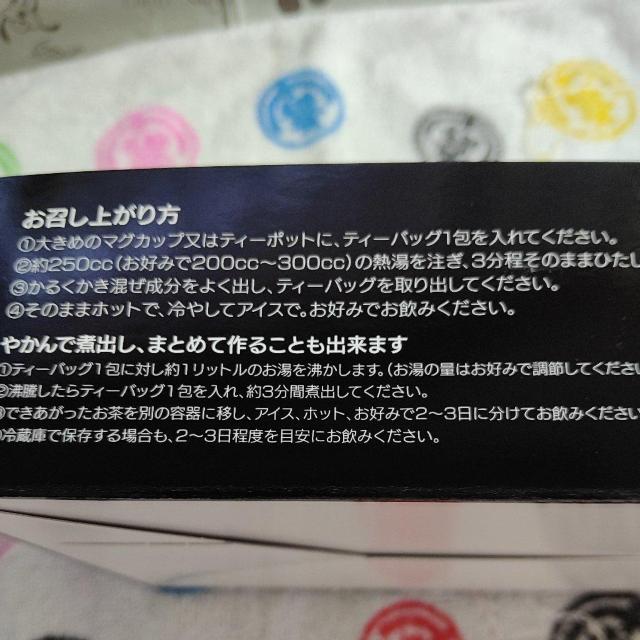 お召し上がり方
①大きめのマグカップ又はティーポットに、ティーバッグ1包を入れてください。
②約250cc（お好みで200cc〜300cc）の熱湯を注ぎ、3分程そのままひたし
③かるくかき混ぜ成分をよく出し、ティーバッグを取り出してください。
④そのままホットで、冷やしてアイスで。お好みでお飲みください。
やかんで煮出し、まとめて作ることも出来ます
①ティーバッグ1包に対し約1リットルのお湯を沸かします。（お湯の量はお好みで調節してくださ
②沸騰したらティーバッグ1包を入れ、約3分間煮出してください。
できあがったお茶を別の容器に移し、アイス、ホット、お好みで2〜3日に分けてお飲みください
冷蔵庫で保存する場合も、2〜3日程度を目安にお飲みください。